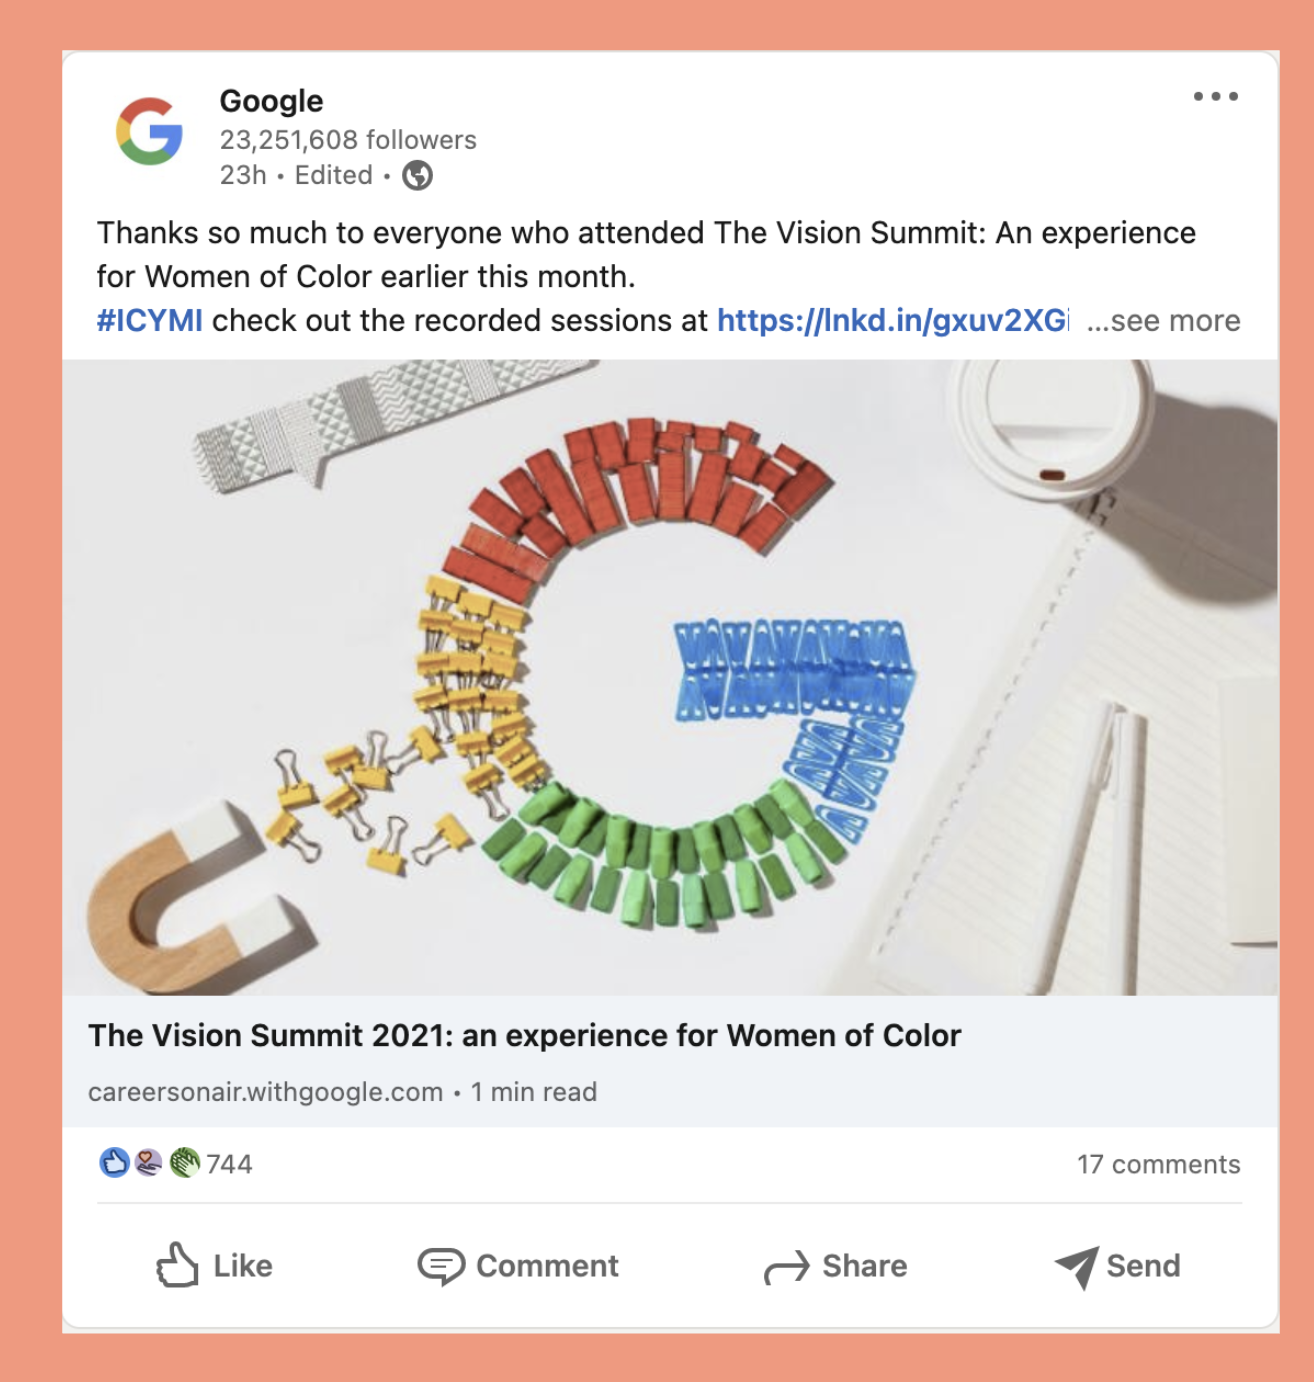 Google
23,251,608 followers
23h • Edited •
Thanks so much to everyone who attended The Vision Summit: An experience
for Women of Color earlier this month.
#ICYMI check out the recorded sessions at https://lnkd.in/gxuv2XGi ...see more
The Vision Summit 2021: an experience for Women of Color
careersonair.withgoogle.com • 1 min read
744 17 comments
Like Comment Share Send